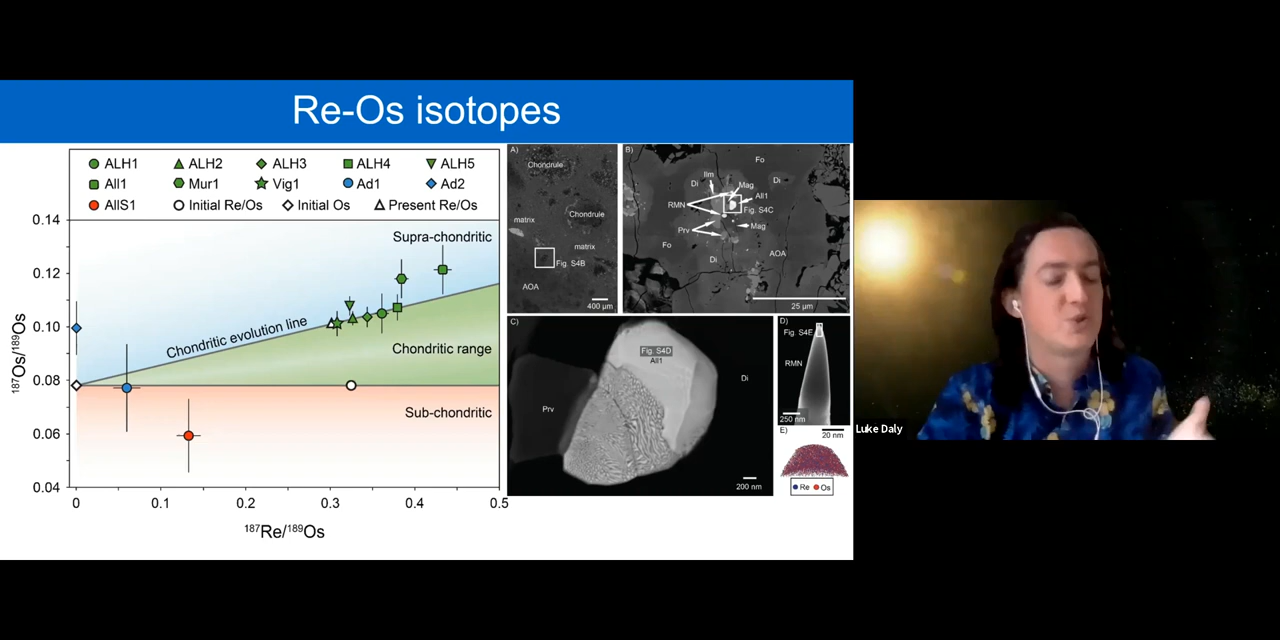 Re-Os isotopes
ALH1 ALH2 ALH3 ALH4 ALH5
All1 Mur1 Vig1 Ad1 Ad2
AllS1 Initial Re/Os Initial Os Present Re/Os
0.14
0.12
0.10
0.08
0.06
0.04
187Os/189Os
Supra-chondritic
Chondritic evolution line
Chondritic range
Sub-chondritic
0 0.1 0.2 0.3 0.4 0.5
187Re/189Os
A)
Chondrule
Chondrule
matrix
matrix
Fig. S4B
AOA
400 µm
B)
Fo
Ilm
Di
Di
Mag
RMN
All1
Fig. S4C
Prv
Mag
Fo
AOA
Di
25 µm
C)
Fig. S4D
All1
Di
Prv
200 nm
D)
Fig. S4E
RMN
250 nm
E)
20 nm
Re Os
Luke Daly